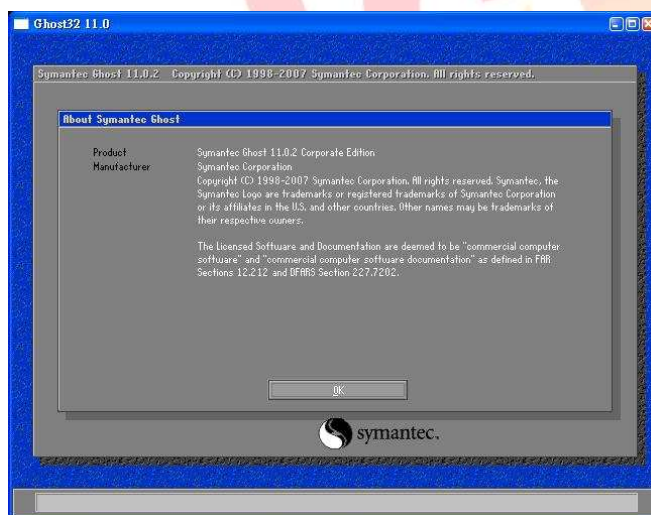 Ghost32 11.0
Symantec Ghost 11.0.2 Copyright (C) 1998-2007 Symantec Corporation. All rights reserved.
About Symantec Ghost
Product Symantec Ghost 11.0.2 Corporate Edition
Manufacturer Symantec Corporation
Copyright (C) 1998-2007 Symantec Corporation. All rights reserved. Symantec, the
Symantec Logo are trademarks or registered trademarks of Symantec Corporation
or its affiliates in the U.S. and other countries. Other names may be trademarks of
their respective owners.
The Licensed Software and Documentation are deemed to be "commercial computer
software" and "commercial computer software documentation" as defined in FAR
Sections 12.212 and DFARS Section 227.7202.
OK
symantec.